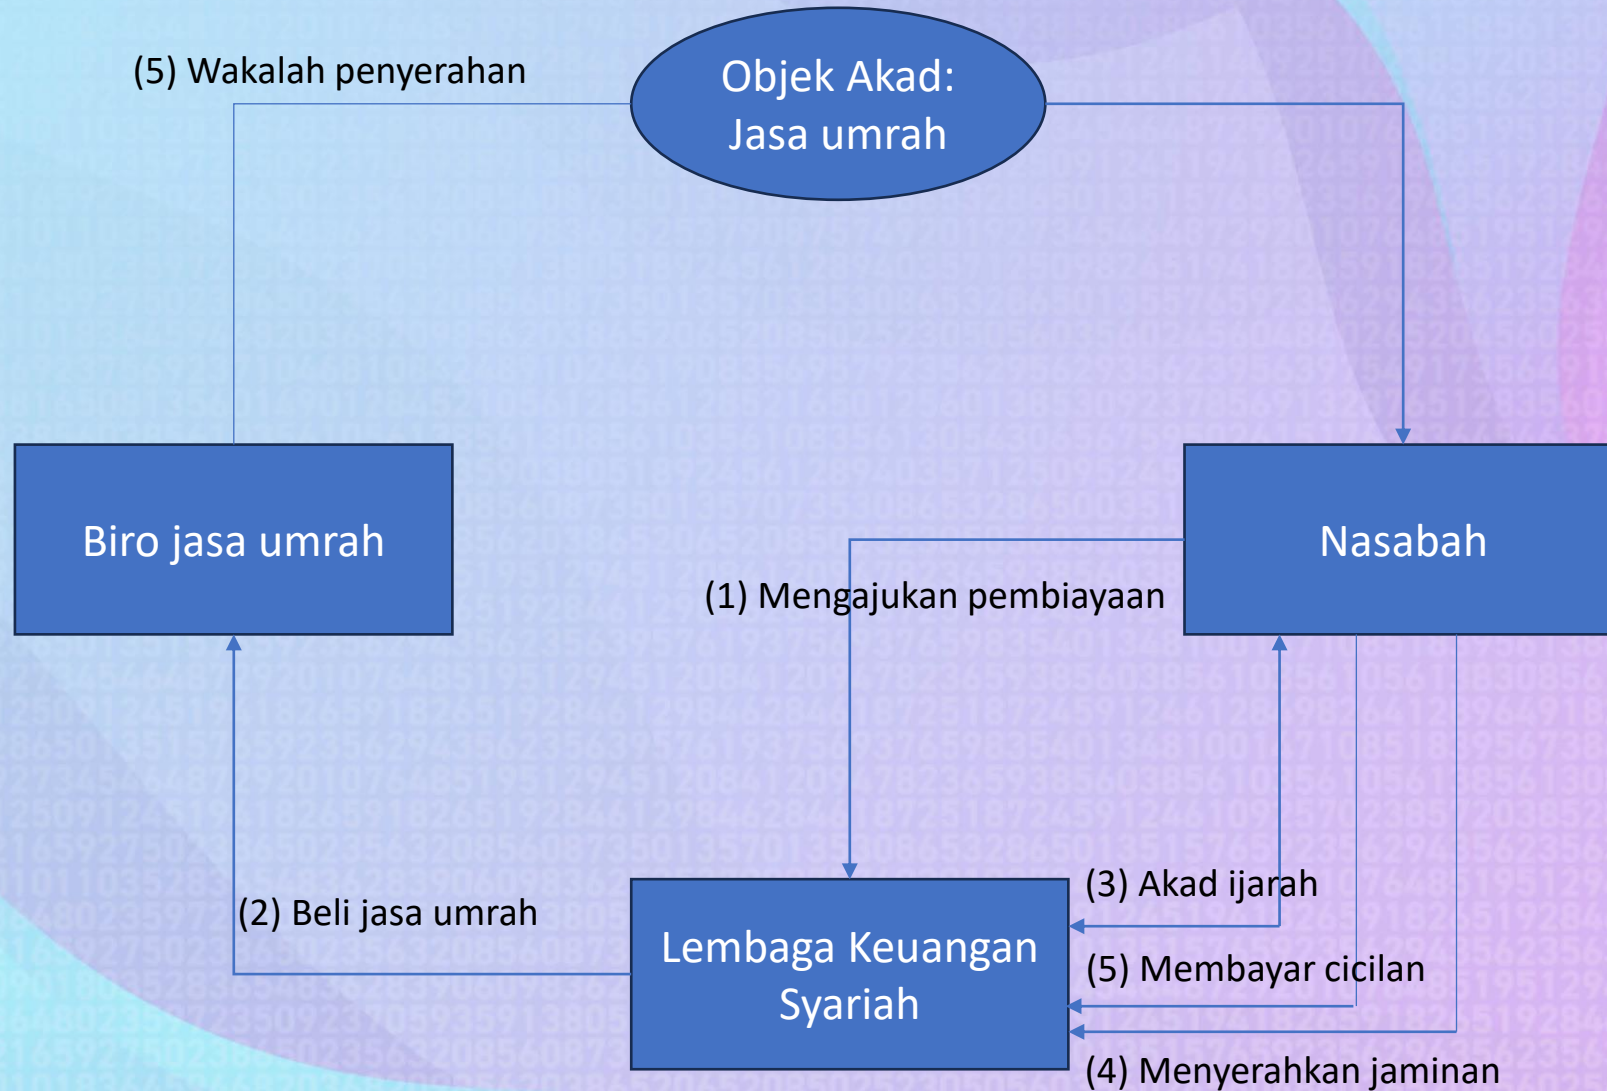 (5) Wakalah penyerahan
Objek Akad:
Jasa umrah
Biro jasa umrah
Nasabah
(1) Mengajukan pembiayaan
(2) Beli jasa umrah
Lembaga Keuangan
Syariah
(3) Akad ijarah
(5) Membayar cicilan
(4) Menyerahkan jaminan